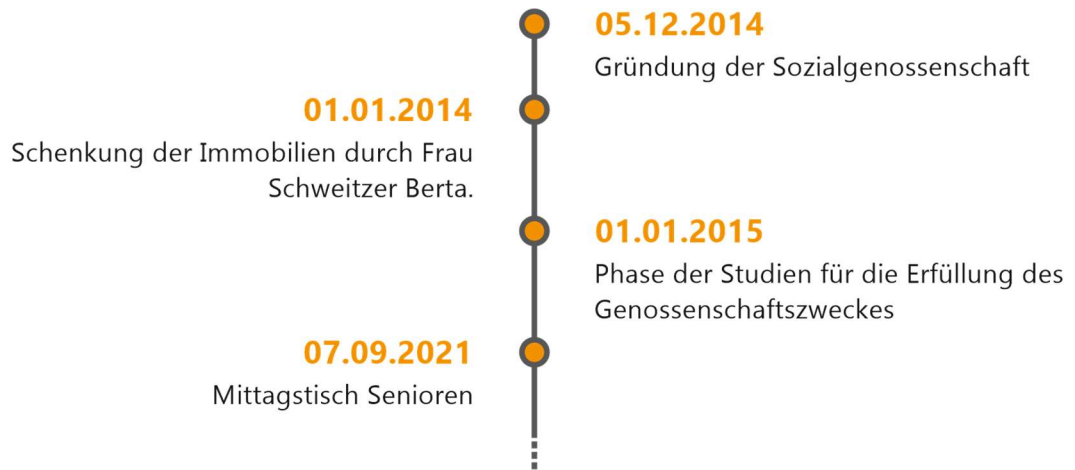 05.12.2014
Gründung der Sozialgenossenschaft
01.01.2014
Schenkung der Immobilien durch Frau
Schweitzer Berta.
01.01.2015
Phase der Studien für die Erfüllung des
Genossenschaftszweckes
07.09.2021
Mittagstisch Senioren